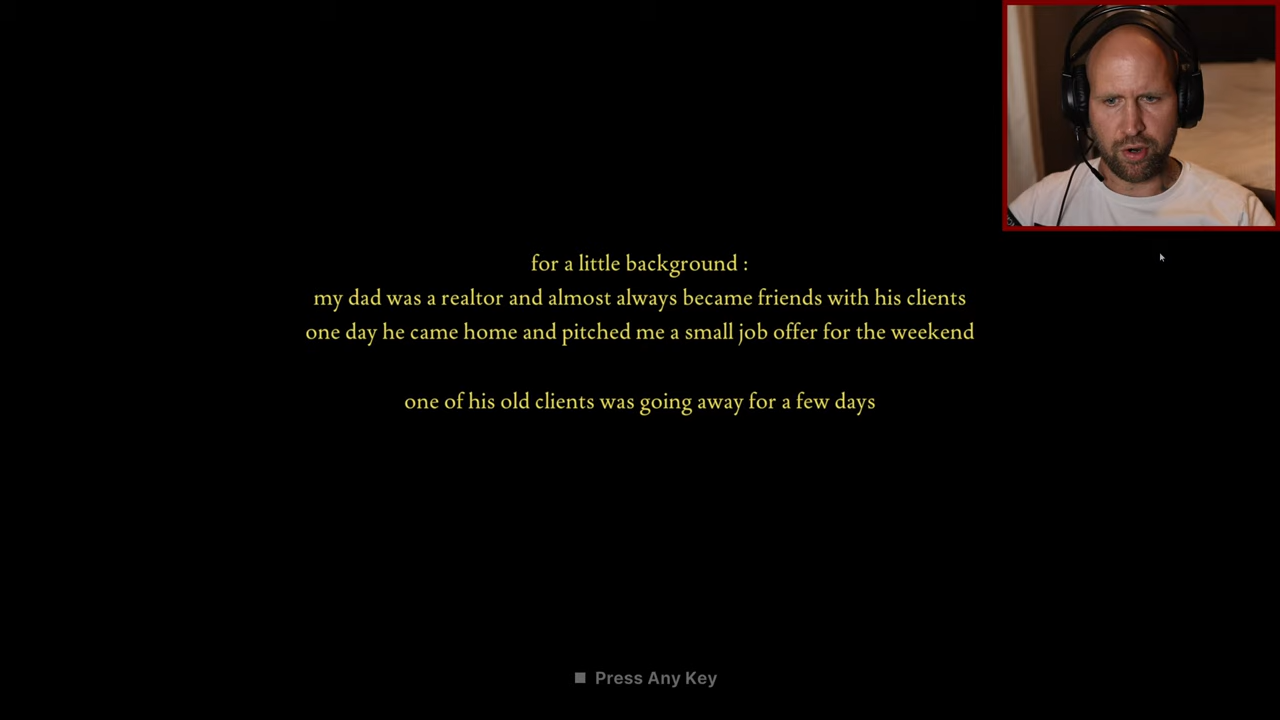 for a little background :
my dad was a realtor and almost always became friends with his clients
one day he came home and pitched me a small job offer for the weekend
one of his old clients was going away for a few days
Press Any Key